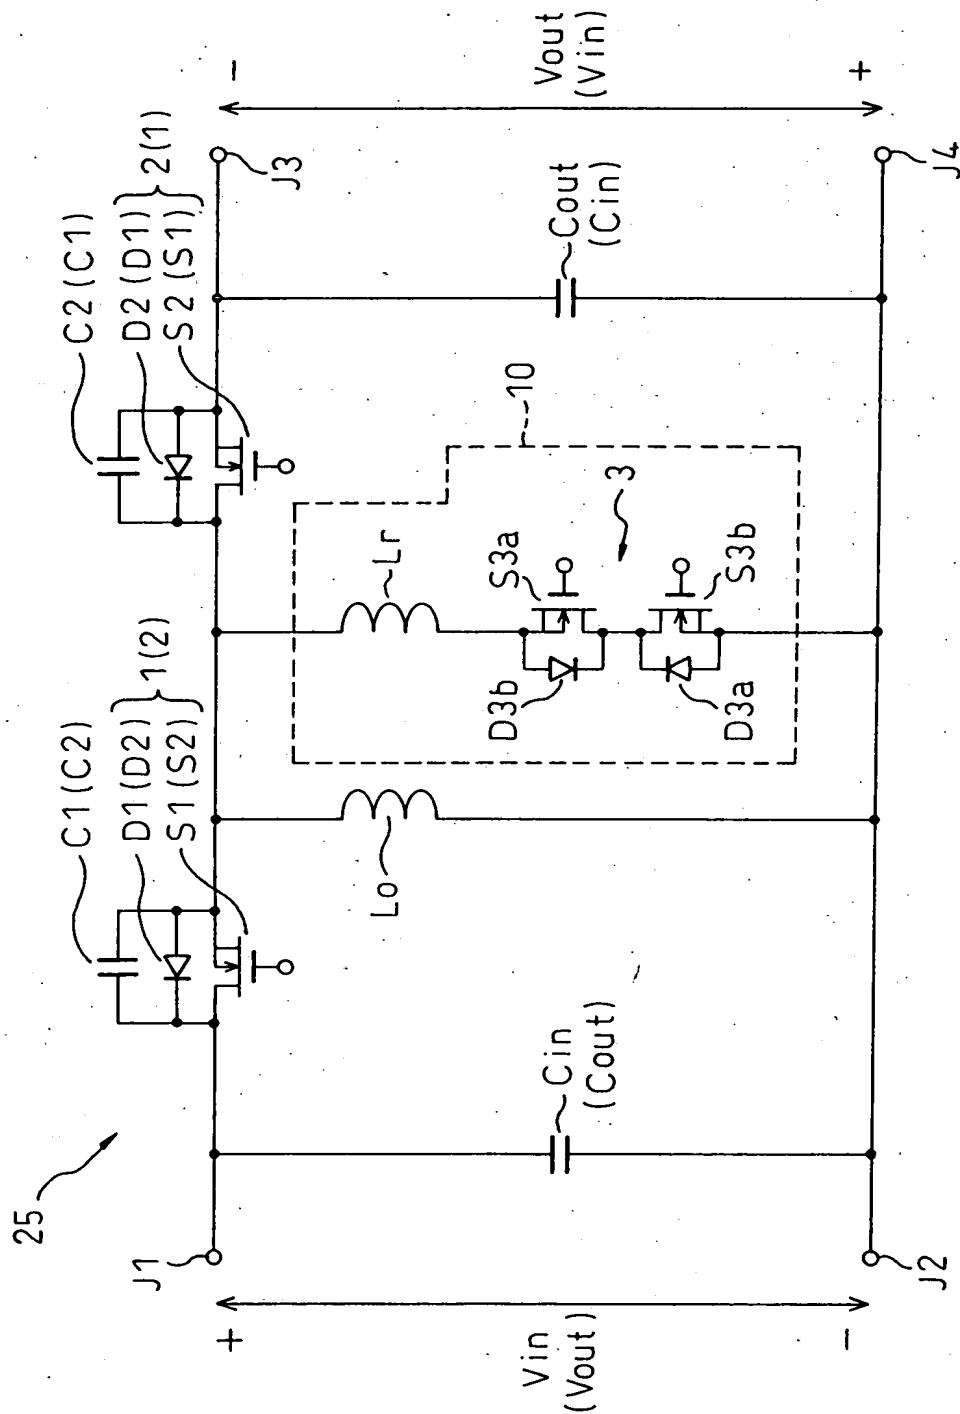 25
C1(C2)
D1(D2)
S1(S2)
1(2)
C2(C1)
D2(D1)
S2(S1)
2(1)
J1
J3
+
Vin
(Vout)
-
Cin
(Cout)
Lo
Lr
10
D3b
S3a
3
D3a
S3b
Cout
(Cin)
-
Vout
(Vin)
+
J2
J4